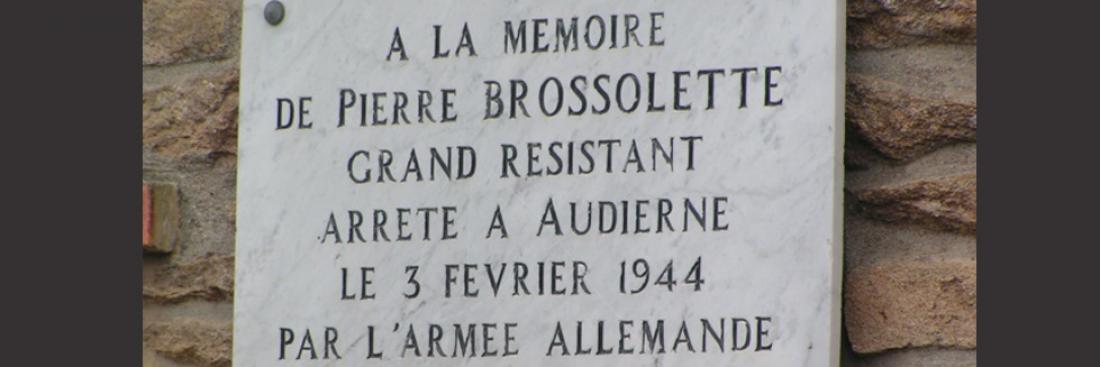 A LA MEMOIRE
DE PIERRE BROSSOLETTE
GRAND RESISTANT
ARRETE A AUDIERNE
LE 3 FEVRIER 1944
PAR L'ARMEE ALLEMANDE